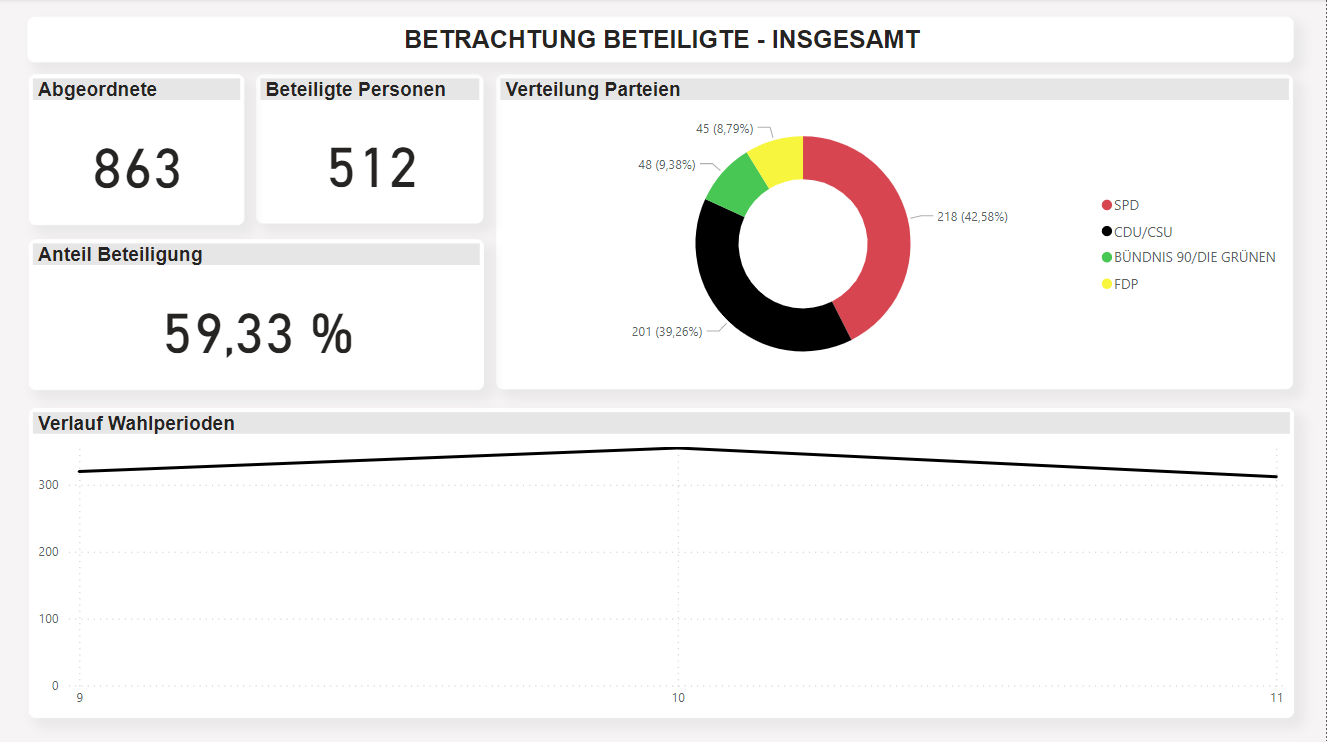 BETRACHTUNG BETEILIGTE - INSGESAMT
Abgeordnete
863
Beteiligte Personen
512
Anteil Beteiligung
59,33 %
Verteilung Parteien
45 (8,79%)
48 (9,38%)
218 (42,58%)
201 (39,26%)
SPD
CDU/CSU
BÜNDNIS 90/DIE GRÜNEN
FDP
Verlauf Wahlperioden
300
200
100
0
9
10
11